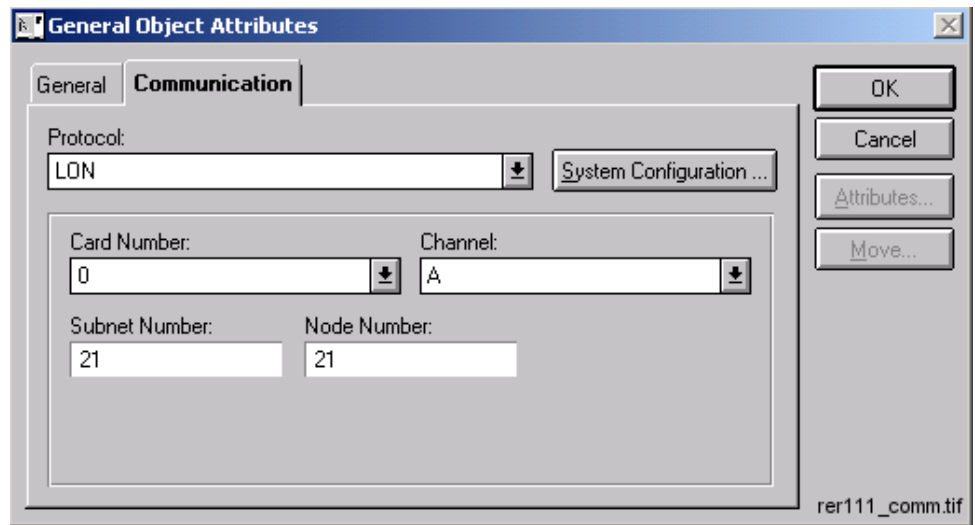 General Object Attributes
General
Communication
Protocol:
LON
System Configuration ...
Card Number:
0
Channel:
A
Subnet Number:
21
Node Number:
21
OK
Cancel
Attributes...
Move...
rer111_comm.tif